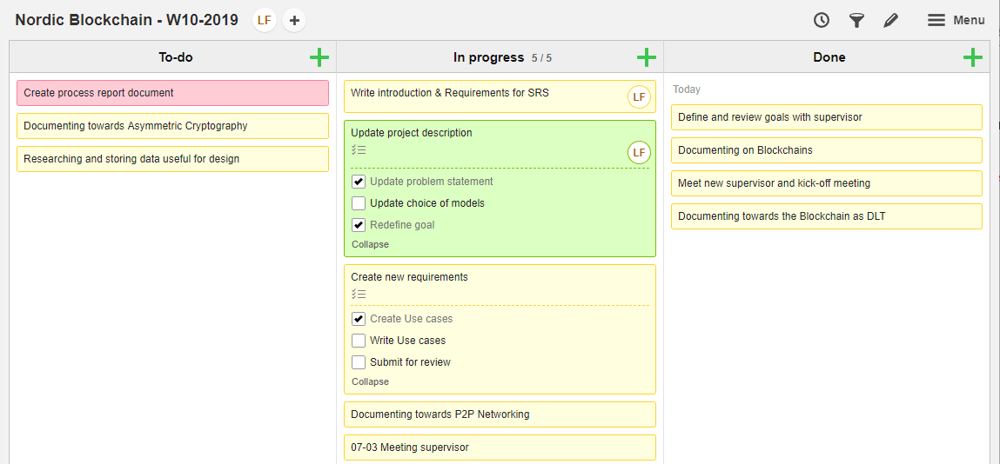 Nordic Blockchain - W10-2019 LF
Menu
To-do
Create process report document
Documenting towards Asymmetric Cryptography
Researching and storing data useful for design
In progress 5 / 5
Write introduction & Requirements for SRS
LF
Update project description
LF
Update problem statement
Update choice of models
Redefine goal
Collapse
Create new requirements
Create Use cases
Write Use cases
Submit for review
Collapse
Documenting towards P2P Networking
07-03 Meeting supervisor
Done
Today
Define and review goals with supervisor
Documenting on Blockchains
Meet new supervisor and kick-off meeting
Documenting towards the Blockchain as DLT